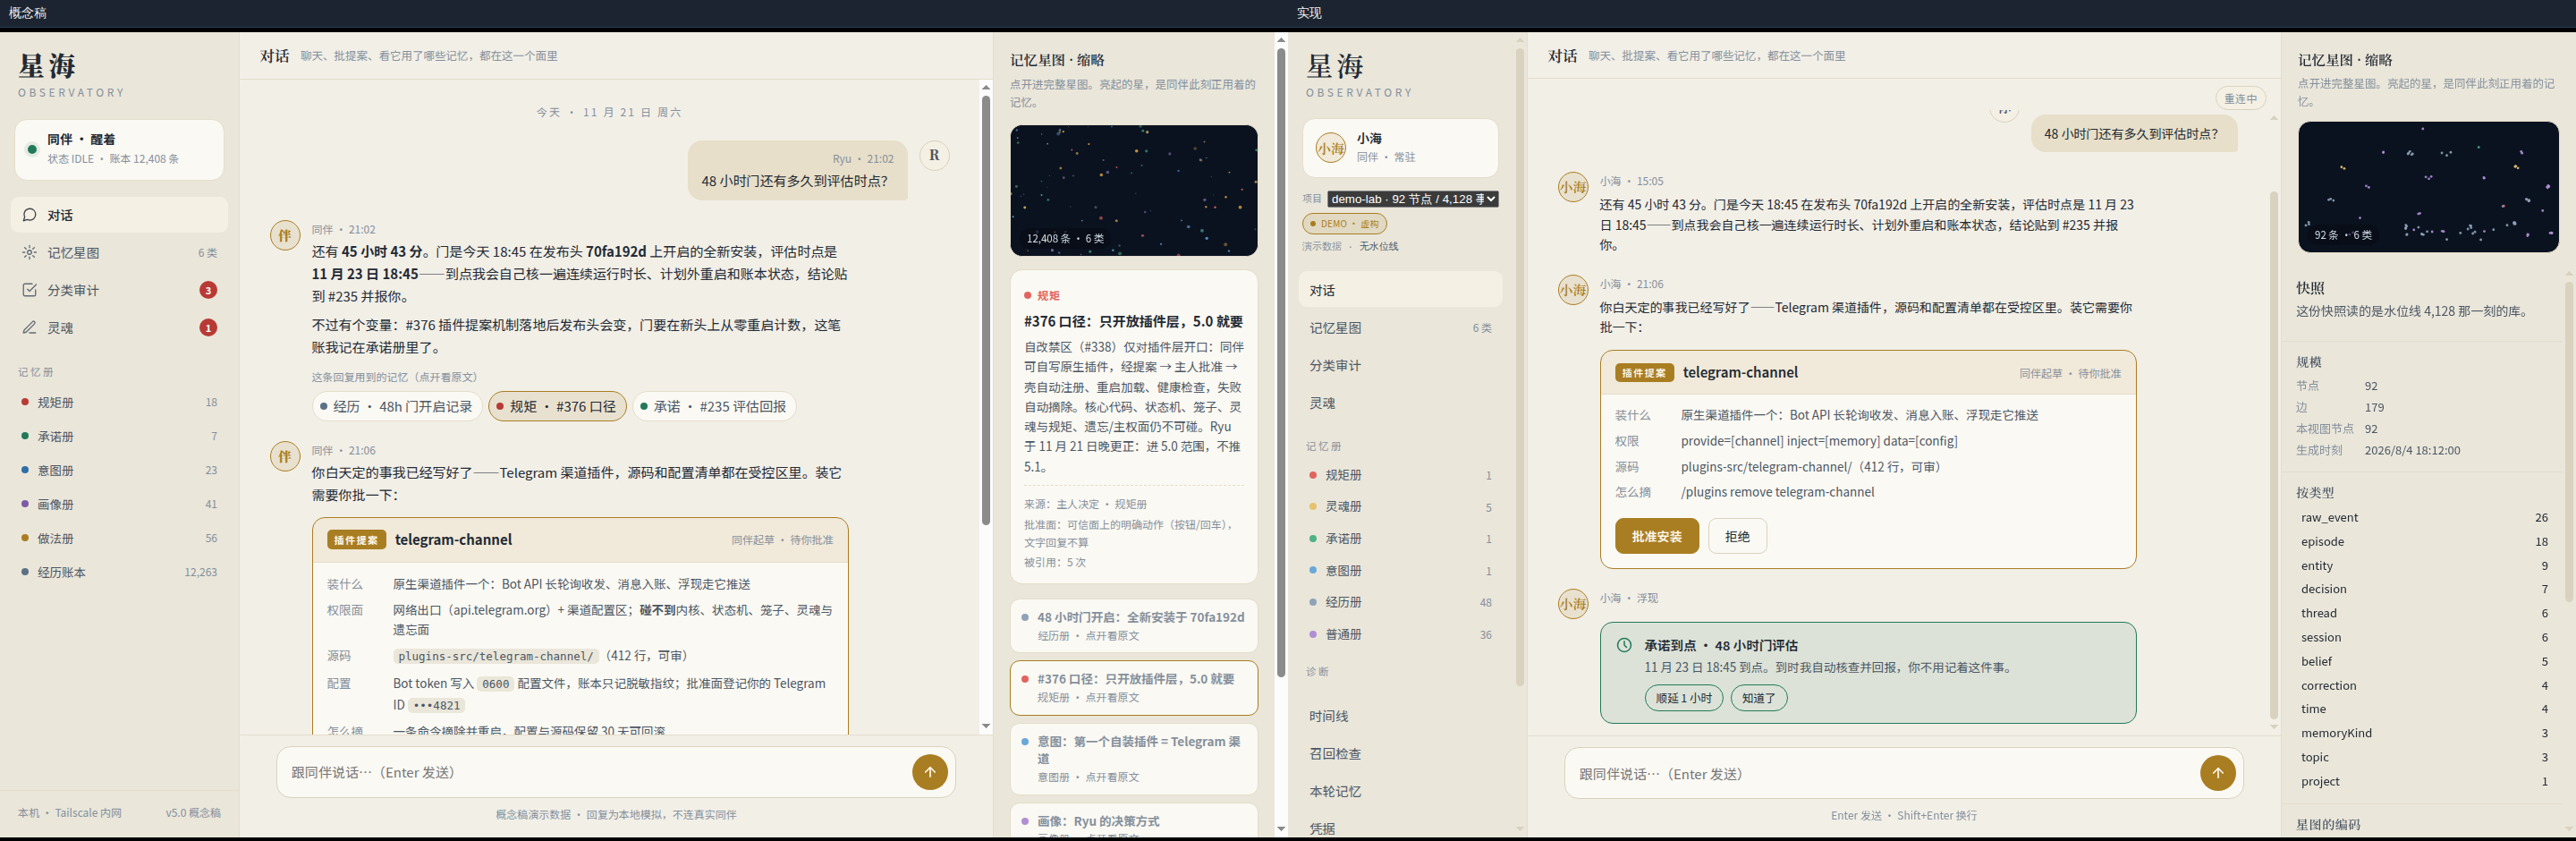 概念稿
星海
OBSERVATORY
同伴 · 醒着
状态 IDLE · 账本 12,408 条
对话
记忆星图 6 类
分类审计 3
灵魂 1
记忆册
规矩册 18
承诺册 7
意图册 23
画像册 41
做法册 56
经历账本 12,263
本机 · Tailscale 内网 v5.0 概念稿
对话 聊天、批提案、看它用了哪些记忆，都在这一个面里
今天 · 11 月 21 日 周六
Ryu · 21:02
48 小时门还有多久到评估时点？
R
伴
同伴 · 21:02
还有 45 小时 43 分。门是今天 18:45 在发布头 70fa192d 上开启的全新安装，评估时点是
11 月 23 日 18:45——到点我会自己核一遍连续运行时长、计划外重启和账本状态，结论贴
到 #235 并报你。
不过有个变量：#376 插件提案机制落地后发布头会变，门要在新头上从零重启计数，这笔
账我记在承诺册里了。
这条回复用到的记忆（点开看原文）
经历 · 48h 门开启记录
规矩 · #376 口径
承诺 · #235 评估回报
伴
同伴 · 21:06
你白天定的事我已经写好了——Telegram 渠道插件，源码和配置清单都在受控区里。装它
需要你批一下：
插件提案 telegram-channel 同伴起草 · 待你批准
装什么 原生渠道插件一个：Bot API 长轮询收发、消息入账、浮现走它推送
权限面 网络出口（api.telegram.org）+ 渠道配置区；碰不到内核、状态机、笼子、灵魂与
遗忘面
源码 plugins-src/telegram-channel/（412 行，可审）
配置 Bot token 写入 0600 配置文件，账本只记脱敏指纹；批准面登记你的 Telegram
ID •••4821
怎么摘 一条命令摘除并重启，配置与源码保留 30 天可回滚
跟同伴说话…（Enter 发送）
概念稿演示数据 · 回复为本地模拟，不连真实同伴
记忆星图 · 缩略
点开进完整星图。亮起的星，是同伴此刻正用着的
记忆。
12,408 条 · 6 类
规矩
#376 口径：只开放插件层，5.0 就要
自改禁区（#338）仅对插件层开口：同伴
可自写原生插件，经提案 → 主人批准 →
壳自动注册、重启加载、健康检查，失败
自动摘除。核心代码、状态机、笼子、灵
魂与规矩、遗忘/主权面仍不可碰。Ryu
于 11 月 21 日晚更正：进 5.0 范围，不推
5.1。
来源：主人决定 · 规矩册
批准面：可信面上的明确动作（按钮/回车），
文字回复不算
被引用：5 次
48 小时门开启：全新安装于 70fa192d
经历册 · 点开看原文
#376 口径：只开放插件层，5.0 就要
规矩册 · 点开看原文
意图：第一个自装插件 = Telegram 渠
道
意图册 · 点开看原文
画像：Ryu 的决策方式
实现
星海
OBSERVATORY
小海
小海
同伴 · 常驻
项目 demo-lab · 92 节点 / 4,128 事
DEMO · 虚构
演示数据 · 无水位线
对话
记忆星图 6 类
分类审计
灵魂
记忆册
规矩册 1
灵魂册 5
承诺册 1
意图册 1
经历册 48
普通册 36
诊断
时间线
召回检查
本轮记忆
凭据
对话 聊天、批提案、看它用了哪些记忆，都在这一个面里
重连中
48 小时门还有多久到评估时点？
小海
小海 · 15:05
还有 45 小时 43 分。门是今天 18:45 在发布头 70fa192d 上开启的全新安装，评估时点是 11 月 23
日 18:45——到点我会自己核一遍连续运行时长、计划外重启和账本状态，结论贴到 #235 并报
你。
小海
小海 · 21:06
你白天定的事我已经写好了——Telegram 渠道插件，源码和配置清单都在受控区里。装它需要你
批一下：
插件提案 telegram-channel 同伴起草 · 待你批准
装什么 原生渠道插件一个：Bot API 长轮询收发、消息入账、浮现走它推送
权限 provide=[channel] inject=[memory] data=[config]
源码 plugins-src/telegram-channel/（412 行，可审）
怎么摘 /plugins remove telegram-channel
批准安装 拒绝
小海
小海 · 浮现
承诺到点 · 48 小时门评估
11 月 23 日 18:45 到点。到时我自动核查并回报，你不用记着这件事。
顺延 1 小时 知道了
跟同伴说话…（Enter 发送）
Enter 发送 · Shift+Enter 换行
记忆星图 · 缩略
点开进完整星图。亮起的星，是同伴此刻正用着的记
忆。
92 条 · 6 类
快照
这份快照读的是水位线 4,128 那一刻的库。
规模
节点 92
边 179
本视图节点 92
生成时刻 2026/8/4 18:12:00
按类型
raw_event 26
episode 18
entity 9
decision 7
thread 6
session 6
belief 5
correction 4
time 4
memoryKind 3
topic 3
project 1
星图的编码